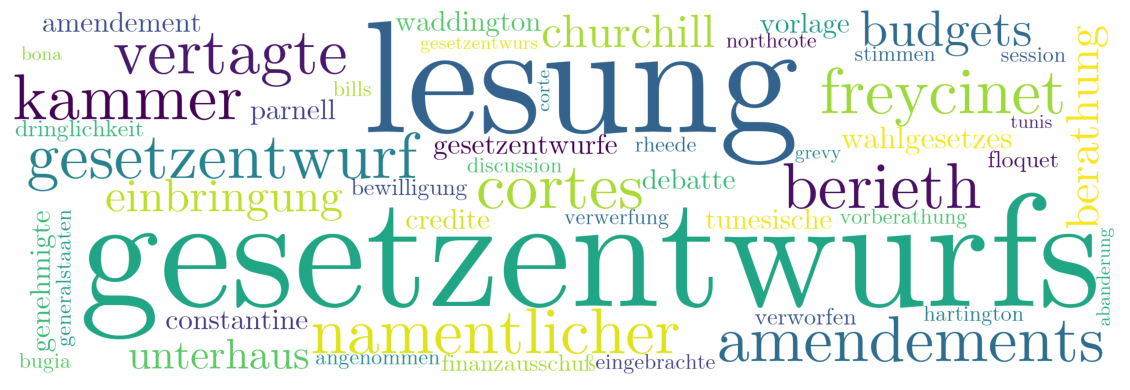 amendement
waddington
vorlage
budgets
bona
vertagte
lesung
gesetzentwurs
churchill
northcote
stimmen
session
kammer
parnell
bills
corte
freycinet
tunis
berathung
dringlichkeit
gesetzentwurf
gesetzentwurfe
rheede
wahlgesetzes
grevy
floquet
discussion
einbringung
bewilligung
cortes
debatte
berieth
credite
verwerfung
tunesische
vorberathung
genehmigte
generalstaaten
gesetzentwurfs
abanderung
constantine
namentlicher
verworfen
hartington
amendements
bugia
unterhaus
angenommen
finanzausschuß
eingebrachte